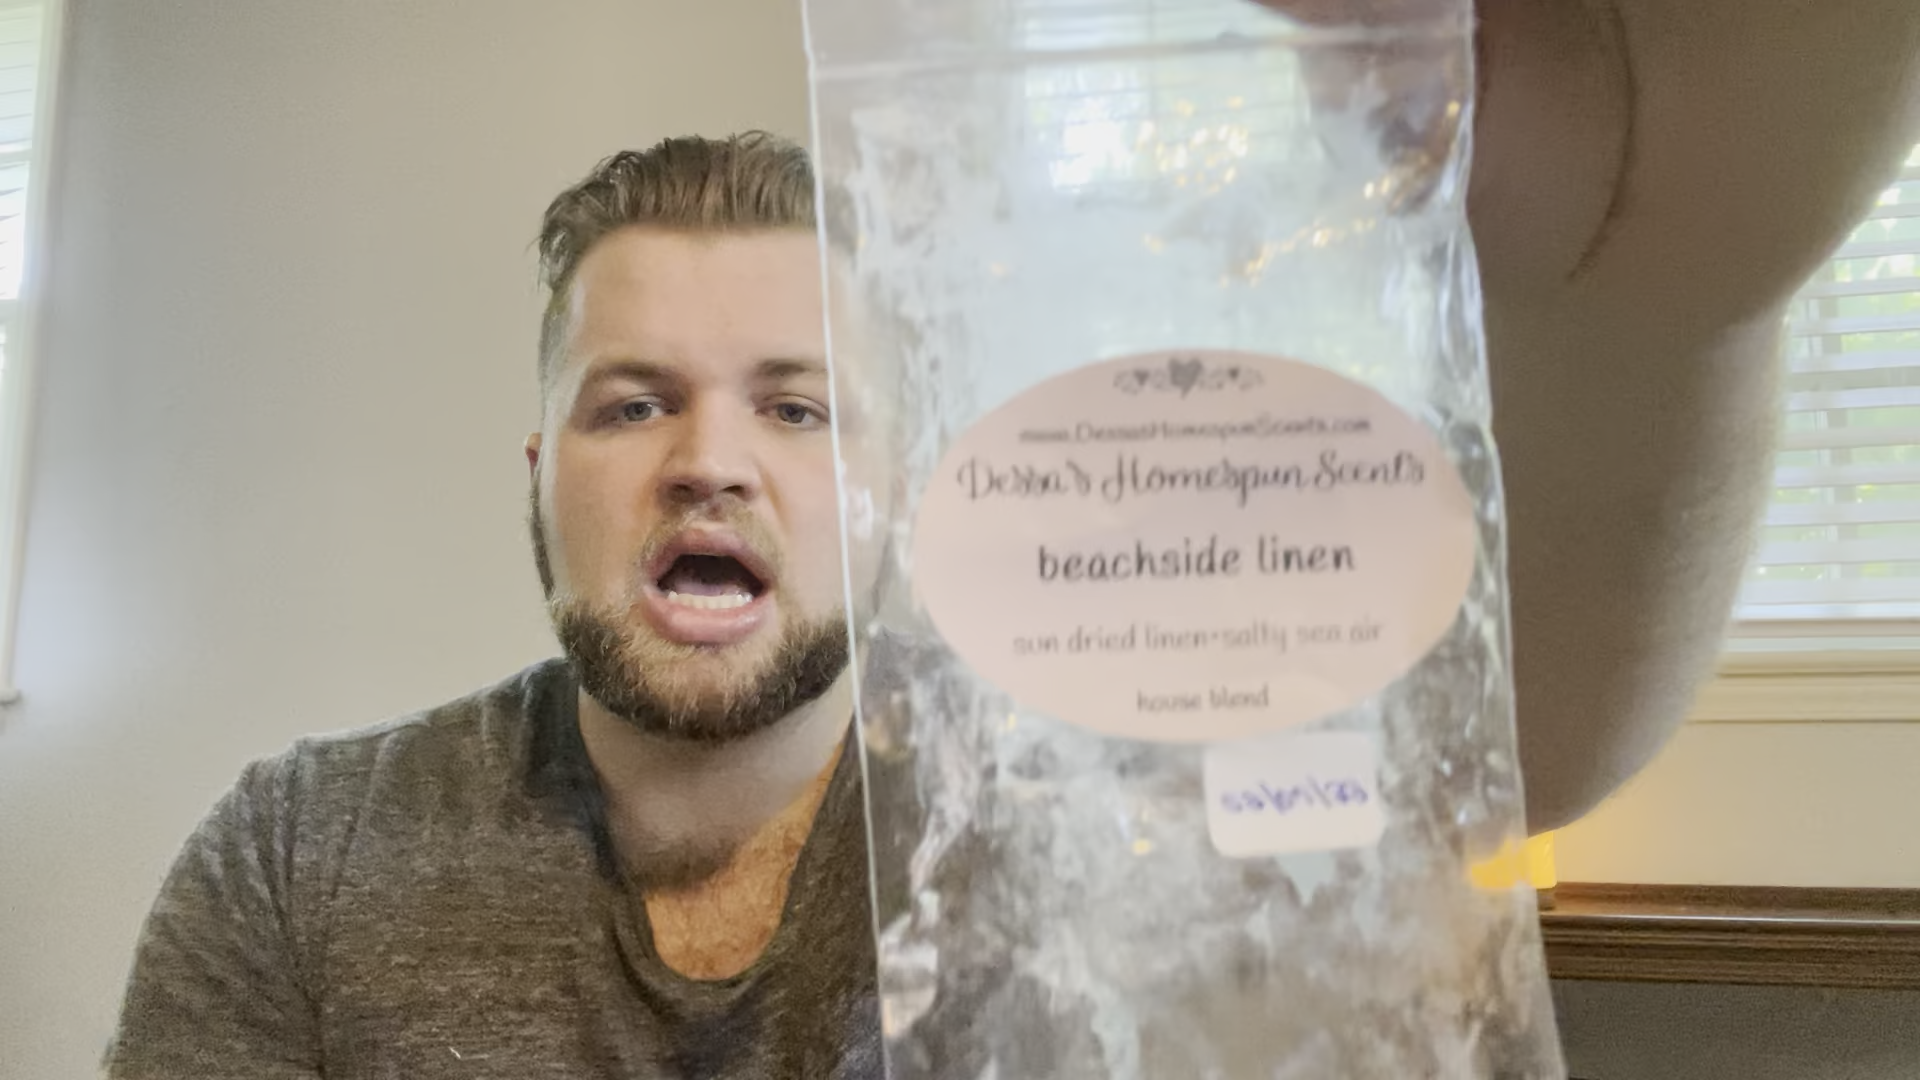 www.DessasHomespunScents.com
Dessa's Homespun Scents
beachside linen
sun dried linen•salty sea air
house blend